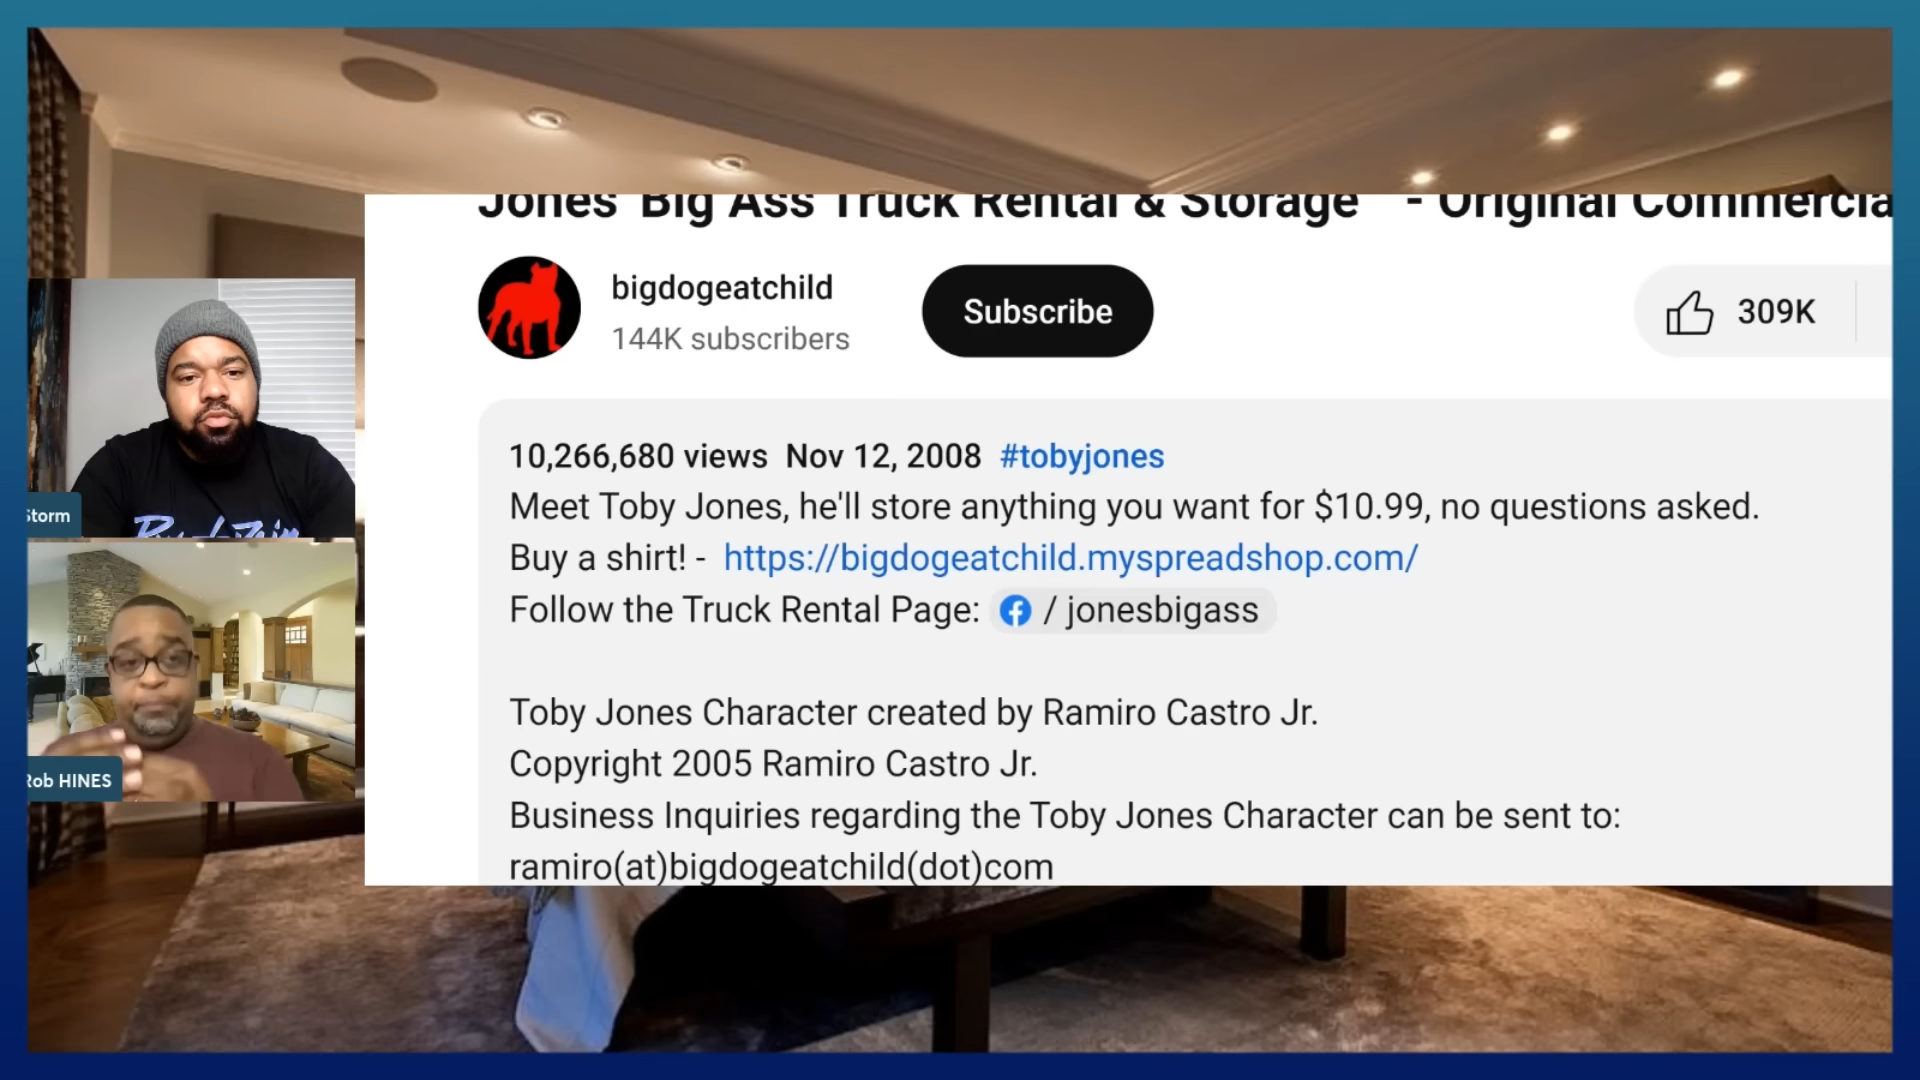 Jones Big Ass Truck Rental & Storage - Original Commercia
bigdogeatchild
144K subscribers
Subscribe
309K
10,266,680 views Nov 12, 2008 #tobyjones
Meet Toby Jones, he'll store anything you want for $10.99, no questions asked.
Buy a shirt! - https://bigdogeatchild.myspreadshop.com/
Follow the Truck Rental Page: / jonesbigass
Toby Jones Character created by Ramiro Castro Jr.
Copyright 2005 Ramiro Castro Jr.
Business Inquiries regarding the Toby Jones Character can be sent to:
ramiro(at)bigdogeatchild(dot)com
Storm
Rob HINES